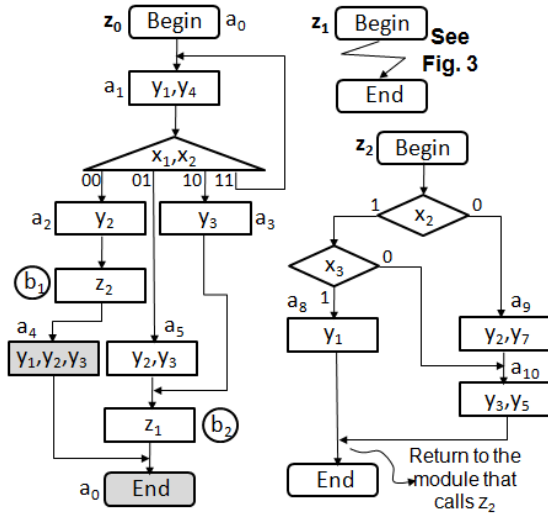 z0 Begin a0
a1 y1,y4
x1,x2
00 01 10 11
a2 y2
y3 a3
b1 z2
a4 y1,y2,y3
a5 y2,y3
z1 b2
a0 End
z1 Begin
See
Fig. 3
End
z2 Begin
1 x2 0
x3 0
1
a8 y1
a9 y2,y7
a10 y3,y5
End
Return to the
module that
calls z2